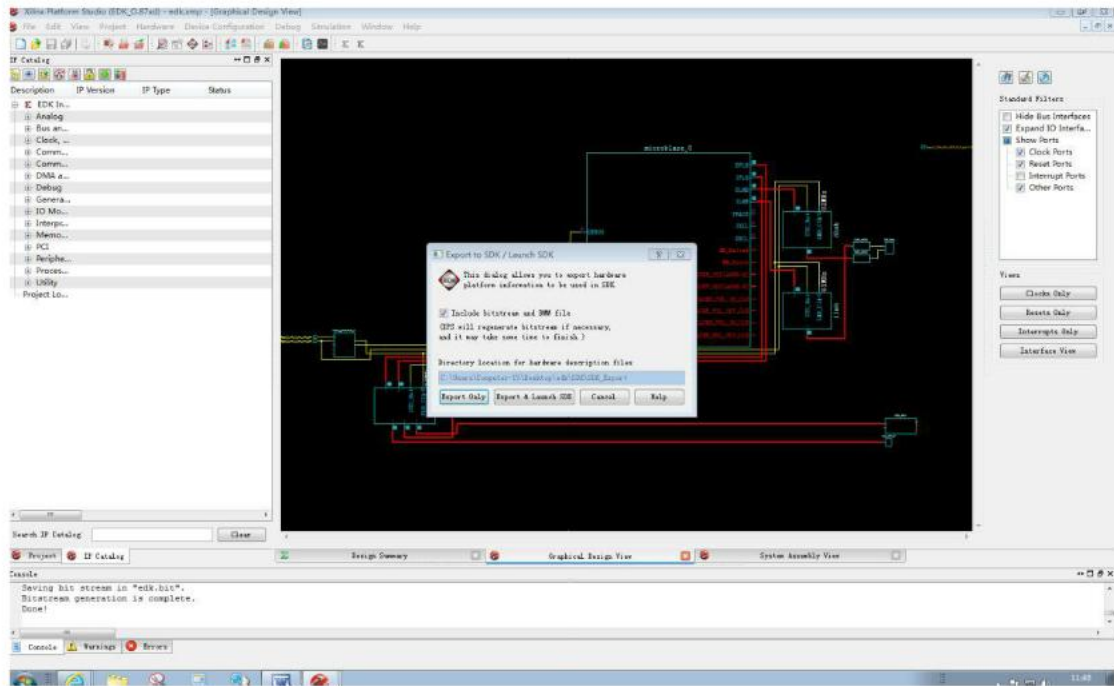 Xilinx Platform Studio (EDK_O.87xd) - edk.xmp - [Graphical Design View]
File Edit View Project Hardware Device Configuration Debug Simulation Window Help
IP Catalog
Description IP Version IP Type Status
EDK In...
Analog
Bus an...
Clock, ...
Comm...
Comm...
DMA a...
Debug
Genera...
IO Mo...
Interpr...
Memo...
PCI
Periphe...
Proces...
Utility
Project Lo...
Search IP Catalog
Clear
Project
IP Catalog
microblaze_0
Export to SDK / Launch SDK
This dialog allows you to export hardware
platform information to be used in SDK
Include bitstream and BMM file
(XPS will regenerate bitstream if necessary,
and it may take some time to finish.)
Directory location for hardware description files
Export Only
Export & Launch SDK
Cancel
Help
Standard Filters
Hide Bus Interfaces
Expand IO Interfa...
Show Ports
Clock Ports
Reset Ports
Interrupt Ports
Other Ports
Views
Clocks Only
Resets Only
Interrupts Only
Interface View
Design Summary
Graphical Design View
System Assembly View
Console
Saving bit stream in "edk.bit".
Bitstream generation is complete.
Done!
Console
Warnings
Errors
11:48